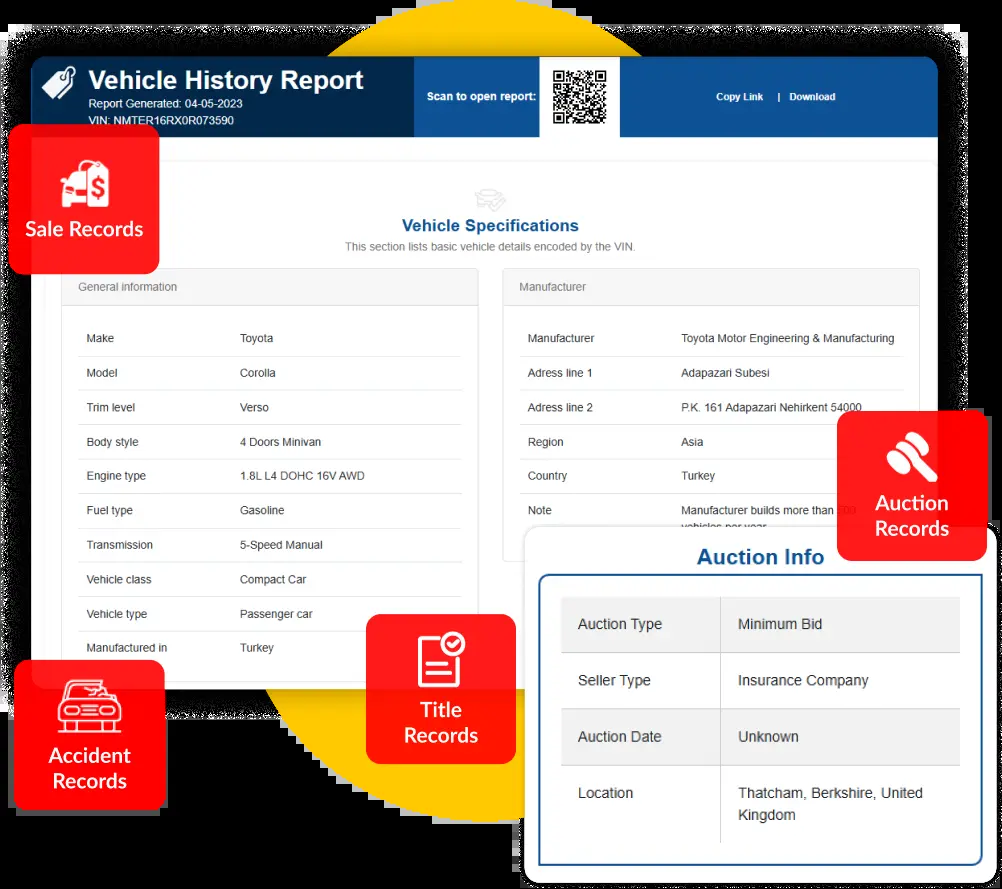 Vehicle History Report
Report Generated: 04-05-2023
VIN: NMTER16RX0R073590
Scan to open report:
Copy Link | Download
Sale Records
Vehicle Specifications
This section lists basic vehicle details encoded by the VIN.
General information
Make Toyota
Model Corolla
Trim level Verso
Body style 4 Doors Minivan
Engine type 1.8L L4 DOHC 16V AWD
Fuel type Gasoline
Transmission 5-Speed Manual
Vehicle class Compact Car
Vehicle type Passenger car
Manufactured in Turkey
Manufacturer
Manufacturer Toyota Motor Engineering & Manufacturing
Adress line 1 Adapazari Subesi
Adress line 2 P.K. 161 Adapazari Nehirkent 54000
Region Asia
Country Turkey
Note Manufacturer builds more than
vehicles per year
Auction
Records
Accident
Records
Title
Records
Auction Info
Auction Type Minimum Bid
Seller Type Insurance Company
Auction Date Unknown
Location Thatcham, Berkshire, United
Kingdom